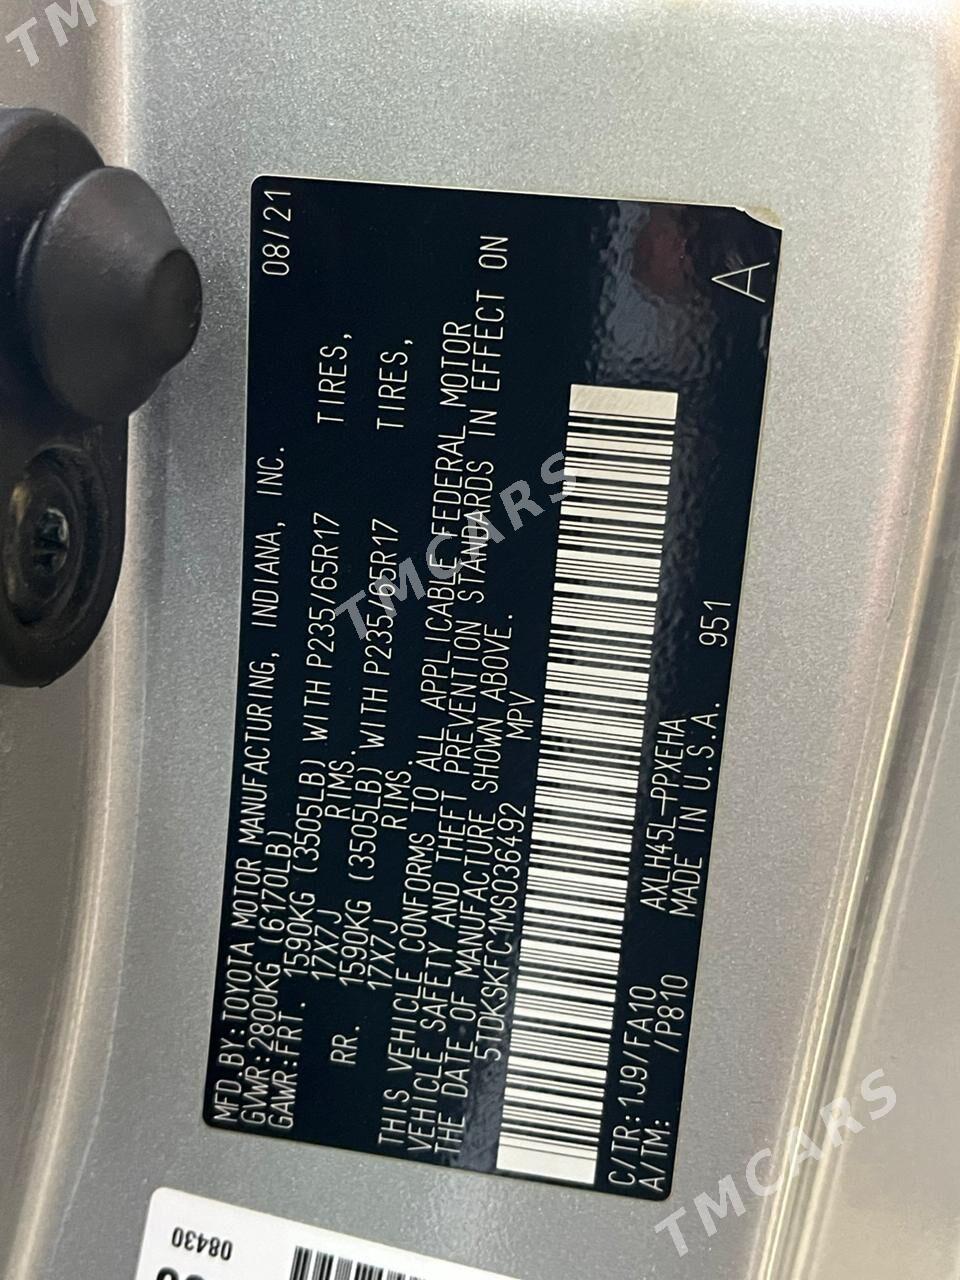 MFD.BY:TOYOTA MOTOR MANUFACTURING, INDIANA, INC. 08/21
GVWR:2800KG (6170LB)
GAWR:FRT. 1590KG (3505LB) WITH P235/65R17 TIRES,
17X7J RIMS.
RR. 1590KG (3505LB) WITH P235/65R17 TIRES,
17X7J RIMS.
THIS VEHICLE CONFORMS TO ALL APPLICABLE FEDERAL MOTOR
VEHICLE SAFETY AND THEFT PREVENTION STANDARDS IN EFFECT ON
THE DATE OF MANUFACTURE SHOWN ABOVE.
5TDKSKFC1MS036492 MPV
C/TR:1J9/FA10 AXLH45L-PPXEHA 951 A
A/TM: /P810 MADE IN U.S.A.
08430
TMCARS
TMCARS
TMC